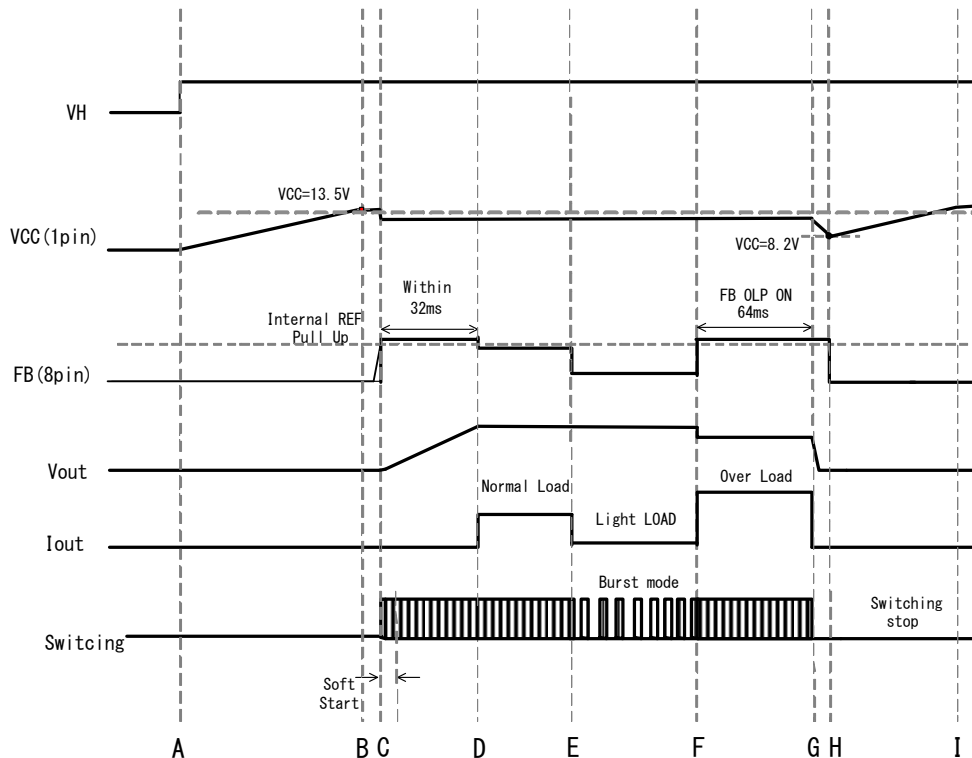 VH
VCC=13.5V
VCC(1pin)
VCC=8.2V
Within
32ms
FB OLP ON
64ms
Internal REF
Pull Up
FB(8pin)
Vout
Normal Load
Over Load
Light LOAD
Iout
Burst mode
Switching
stop
Switcing
Soft
Start
A B C D E F G H I